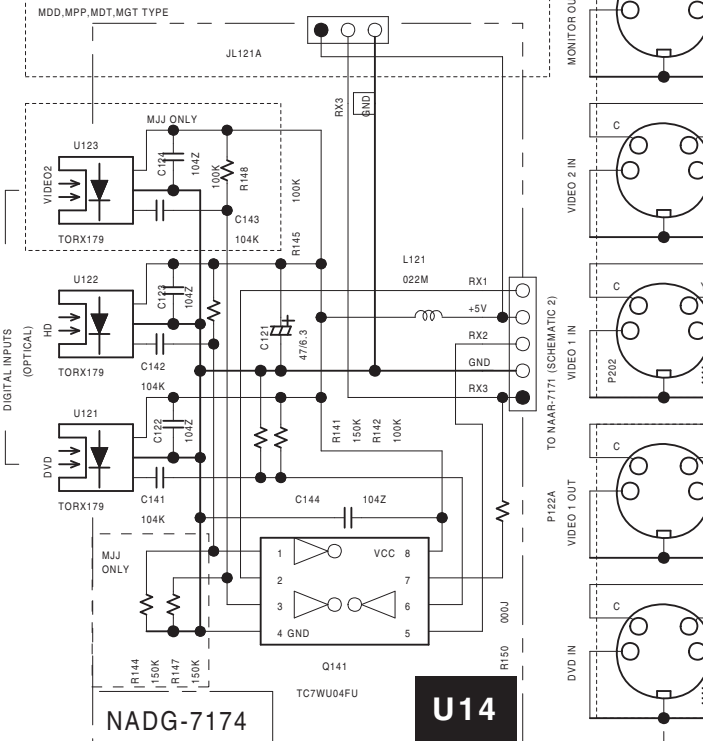 MDD,MPP,MDT,MGT TYPE
JL121A
RX3
GND
MONITOR OU
MJJ ONLY
U123
VIDEO2
TORX179
C124
104Z
100K
R148
C143
104K
100K
R145
U122
HD
TORX179
C123
104Z
C142
104K
C121
47/6.3
L121
022M
RX1
+5V
RX2
GND
RX3
TO NAAR-7171 (SCHEMATIC 2)
P122A
DIGITAL INPUTS
(OPTICAL)
U121
DVD
TORX179
C122
104Z
C141
104K
R141
150K
R142
100K
C144
104Z
MJJ
ONLY
R144
150K
R147
150K
1
2
3
4 GND
VCC 8
7
6
5
Q141
TC7WU04FU
R150
000J
NADG-7174
U14
C
VIDEO 2 IN
C
VIDEO 1 IN
P202
C
VIDEO 1 OUT
C
DVD IN